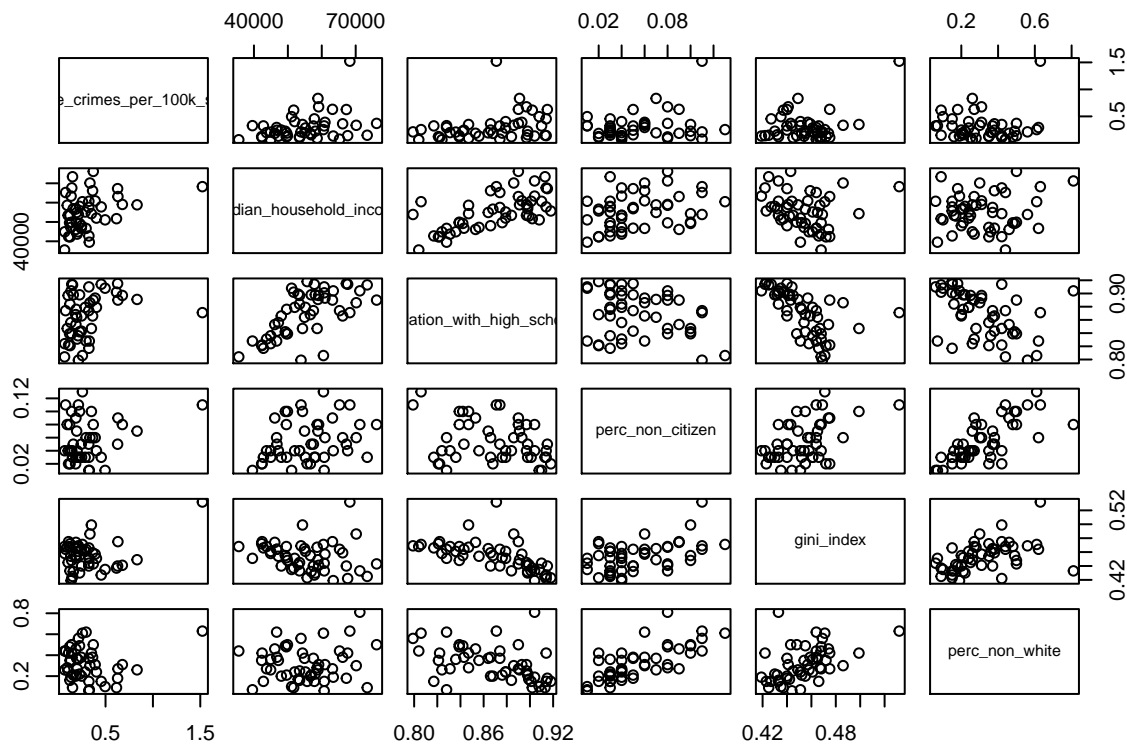 40000 70000 0.02 0.08 0.2 0.6
e_crimes_per_100k_s
0.5 1.5
40000
dian_household_inco
ation_with_high_scho
0.80 0.90
0.02 0.12
perc_non_citizen
gini_index
0.42 0.52
0.2 0.8
perc_non_white
0.5 1.5 0.80 0.86 0.92 0.42 0.48